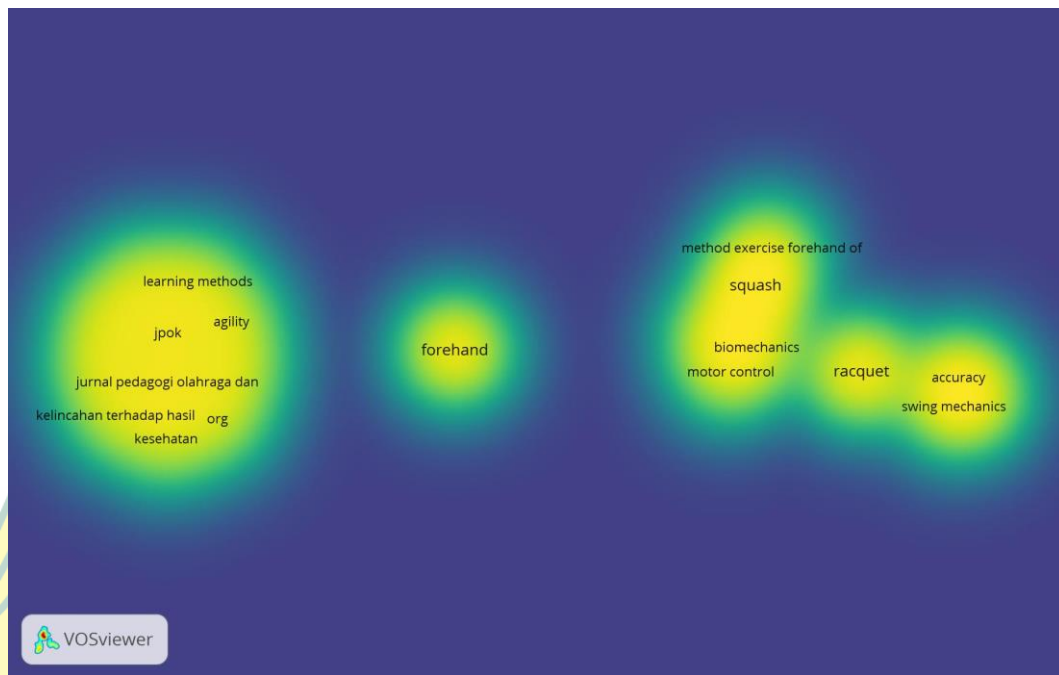 learning methods
agility
jpok
jurnal pedagogi olahraga dan
kelincahan terhadap hasil
org
kesehatan
forehand
method exercise forehand of
squash
biomechanics
motor control
racquet
accuracy
swing mechanics
VOSviewer